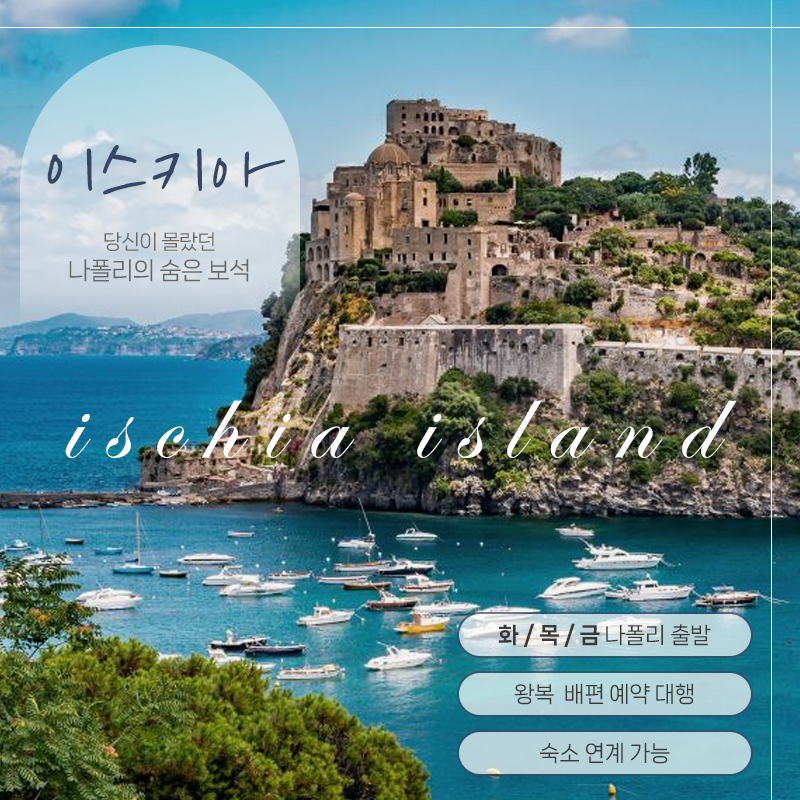 이스키아
당신이 몰랐던
나폴리의 숨은 보석
ischia island
화 / 목 / 금 나폴리 출발
왕복 배편 예약 대행
숙소 연계 가능